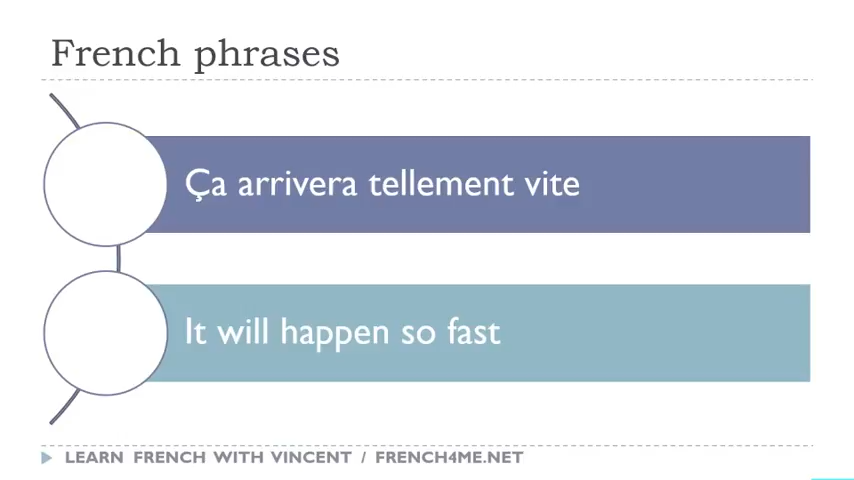 French phrases
Ça arrivera tellement vite
It will happen so fast
LEARN FRENCH WITH VINCENT / FRENCH4ME.NET